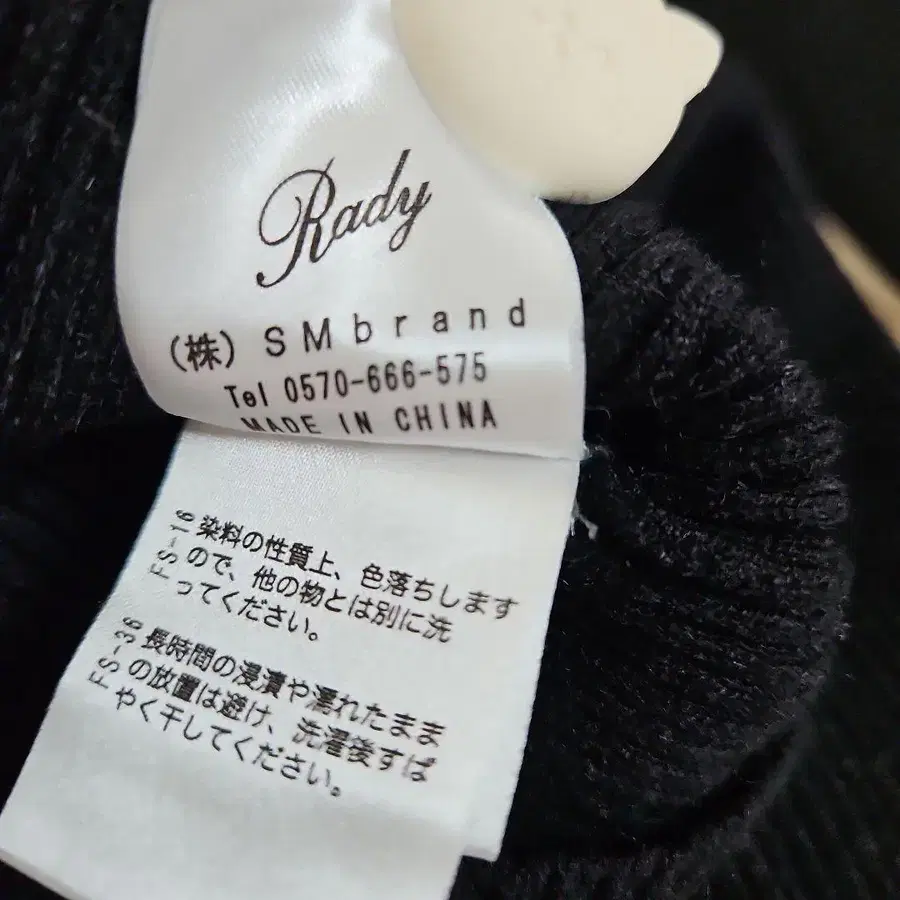 Rady
(株) SMbrand
Tel 0570-666-575
MADE IN CHINA
FS-16 染料の性質上、色落ちします
ので、他の物とは別に洗
ってください。
FS-36 長時間の浸漬や濡れたまま
の放置は避け、洗濯後すば
やく干してください。